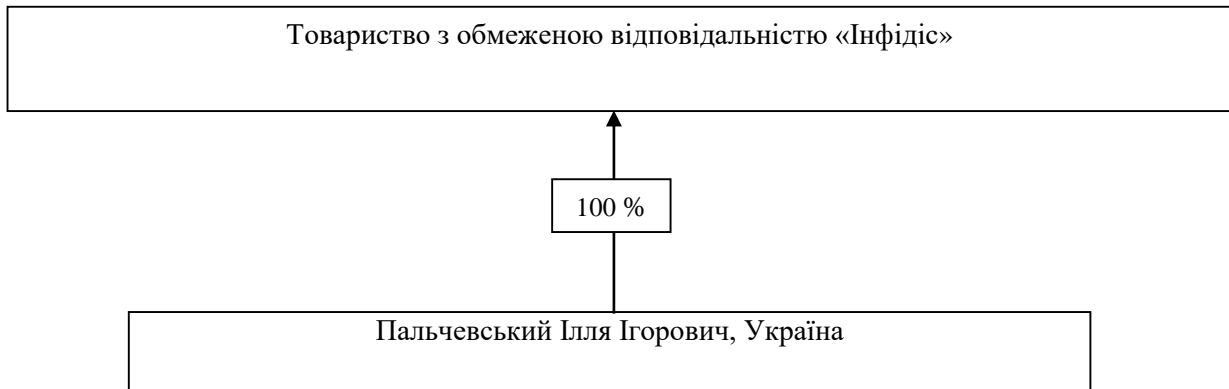 Товариство з обмеженою відповідальністю «Інфідіс»
100 %
Пальчевський Ілля Ігорович, Україна